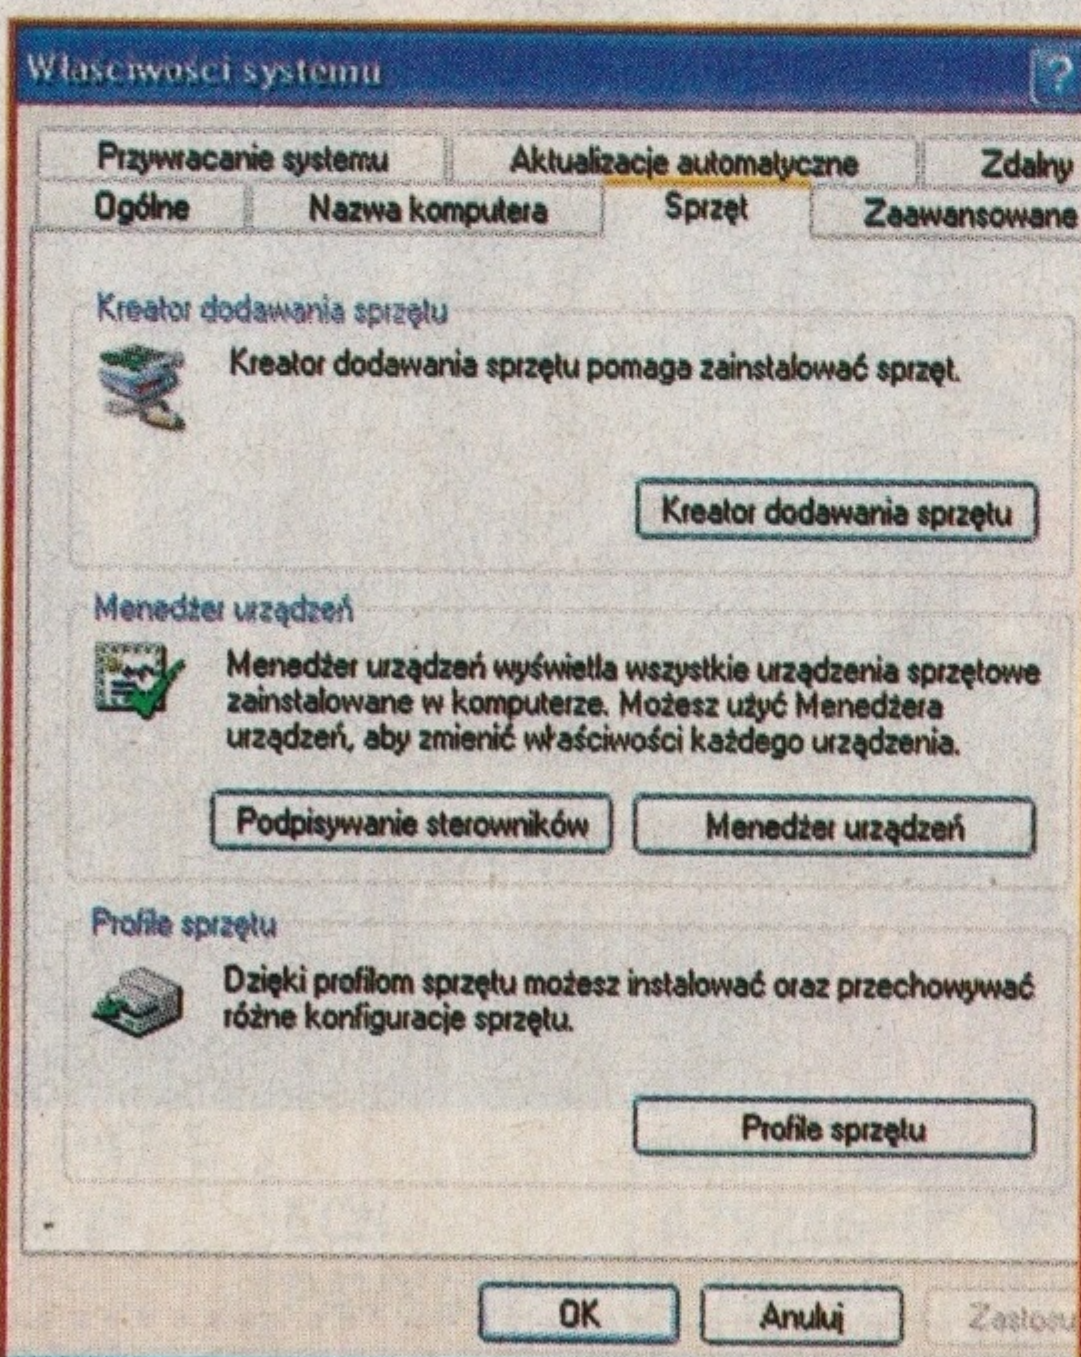 Właściwości systemu
?
Przywracanie systemu Aktualizacje automatyczne Zdalny
Ogólne Nazwa komputera Sprzęt Zaawansowane
Kreator dodawania sprzętu
Kreator dodawania sprzętu pomaga zainstalować sprzęt.
Kreator dodawania sprzętu
Menedżer urządzeń
Menedżer urządzeń wyświetla wszystkie urządzenia sprzętowe
zainstalowane w komputerze. Możesz użyć Menedżera
urządzeń, aby zmienić właściwości każdego urządzenia.
Podpisywanie sterowników Menedżer urządzeń
Profile sprzętu
Dzięki profilom sprzętu możesz instalować oraz przechowywać
różne konfiguracje sprzętu.
Profile sprzętu
OK Anuluj Zastosu